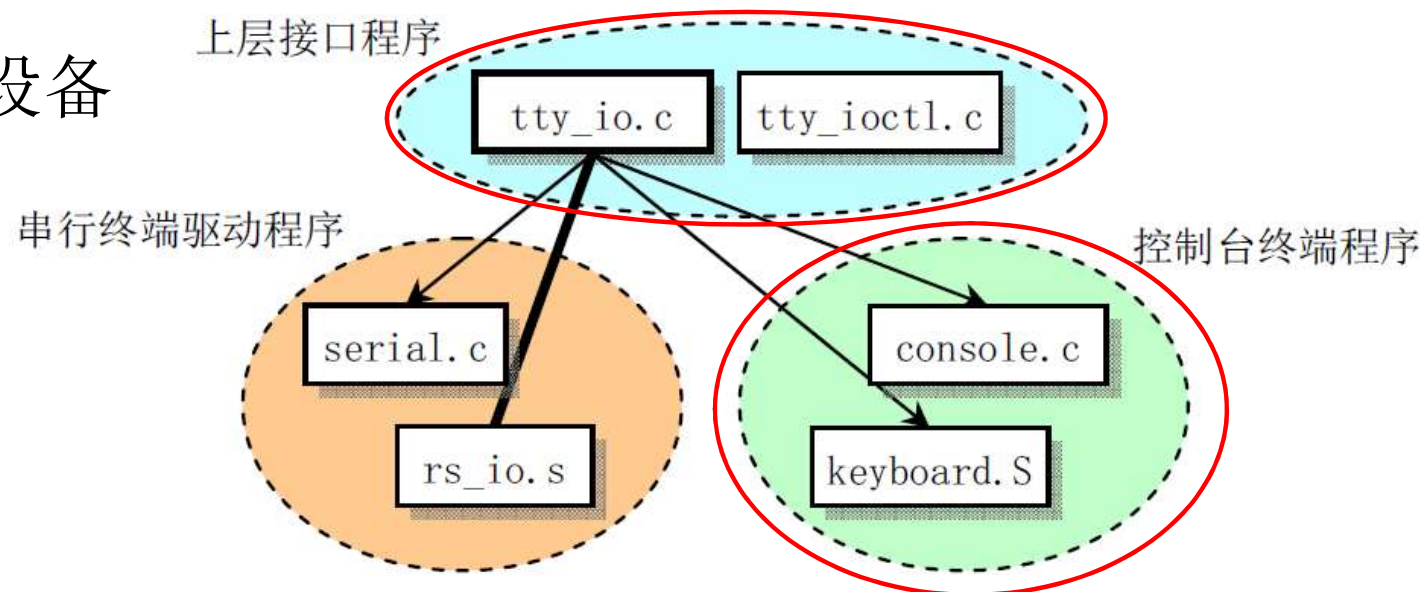 上层接口程序
设备
tty_io.c
tty_ioctl.c
串行终端驱动程序
控制台终端程序
serial.c
console.c
rs_io.s
keyboard.S